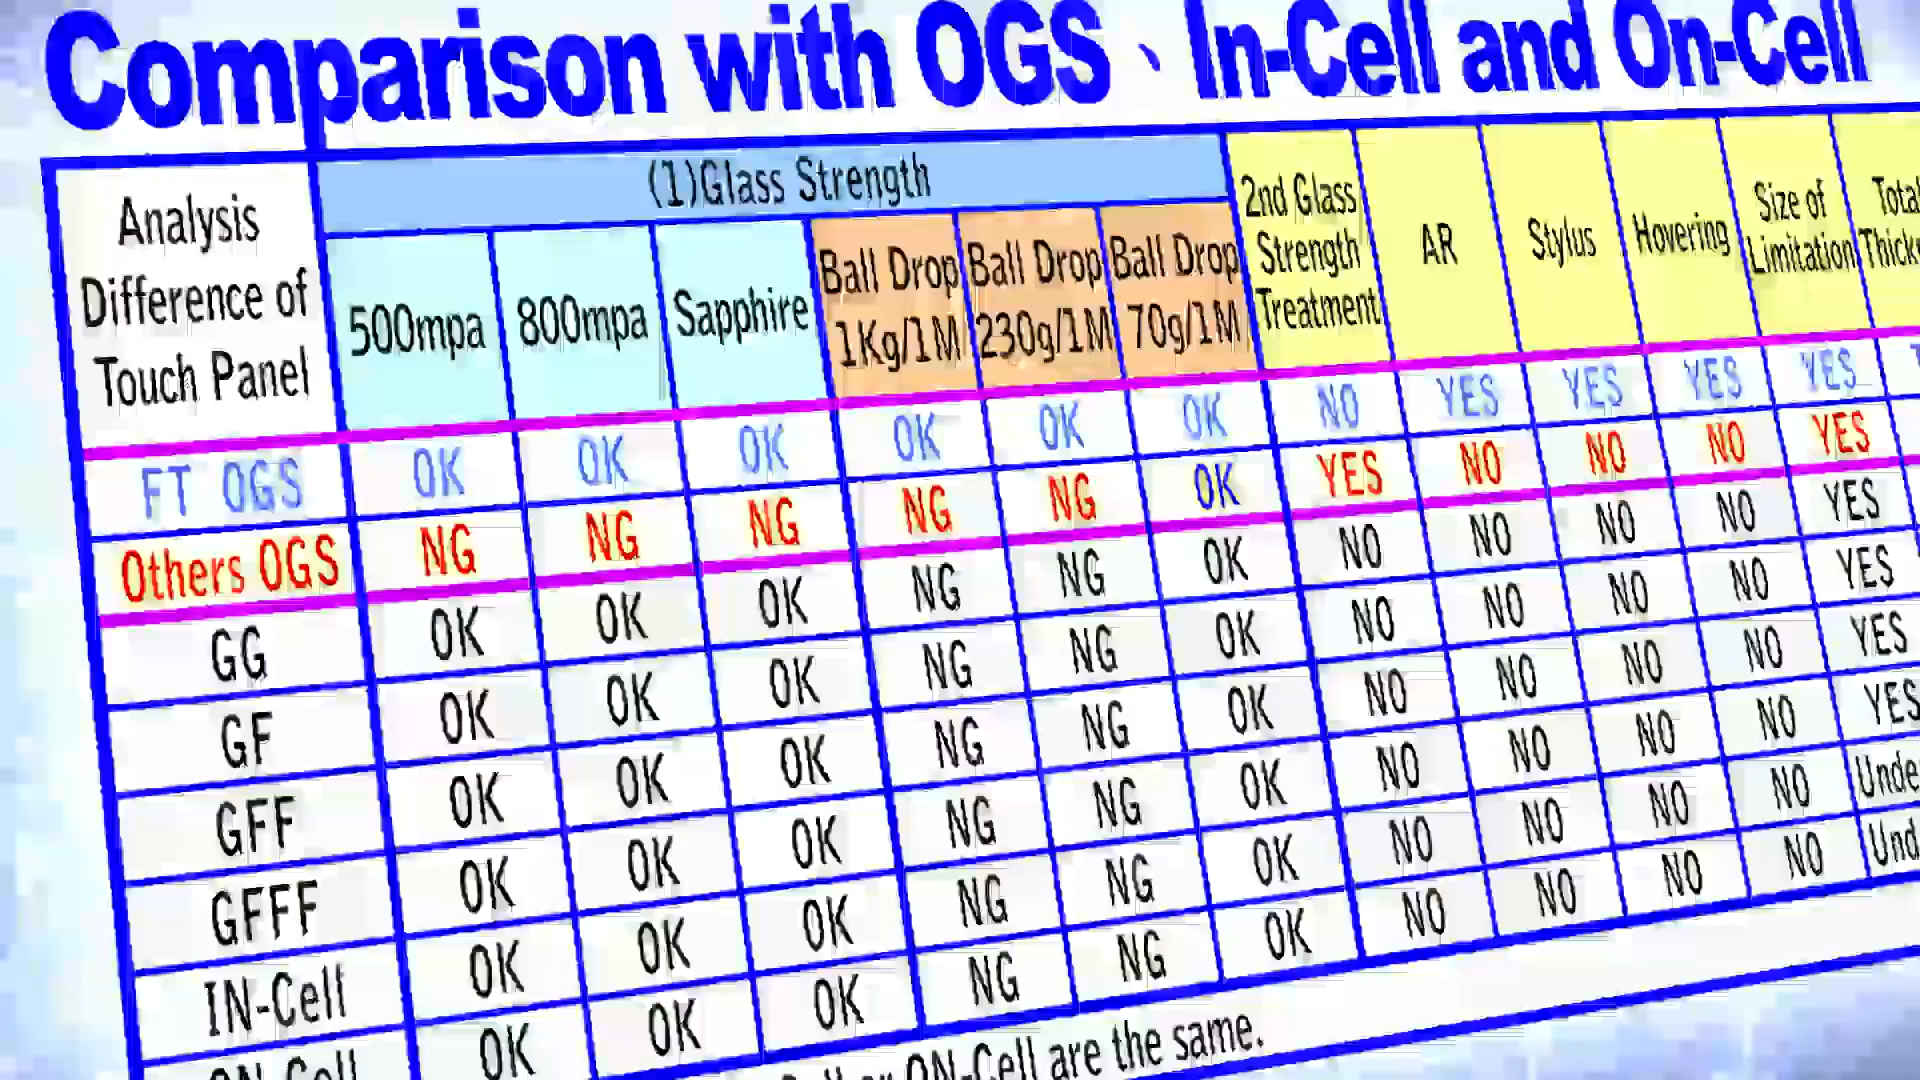 Comparison with OGS、In-Cell and On-Cell
Analysis
Difference of
Touch Panel
(1)Glass Strength
500mpa 800mpa Sapphire
Ball Drop
1Kg/1M
Ball Drop
230g/1M
Ball Drop
70g/1M
2nd Glass
Strength
Treatment
AR
Stylus
Hovering
Size of
Limitation
Total
FT OGS OK OK OK OK OK OK NO YES YES YES YES
Others OGS NG NG NG NG NG OK YES NO NO NO YES
GG OK OK OK NG NG OK NO NO NO NO YES
GF OK OK OK NG NG OK NO NO NO NO YES
GFF OK OK OK NG NG OK NO NO NO NO YES
GFFF OK OK OK NG NG OK NO NO NO NO YES
IN-Cell OK OK OK NG NG OK NO NO NO NO
ON-Cell OK OK OK NG NG OK NO NO NO NO
or ON-Cell are the same.